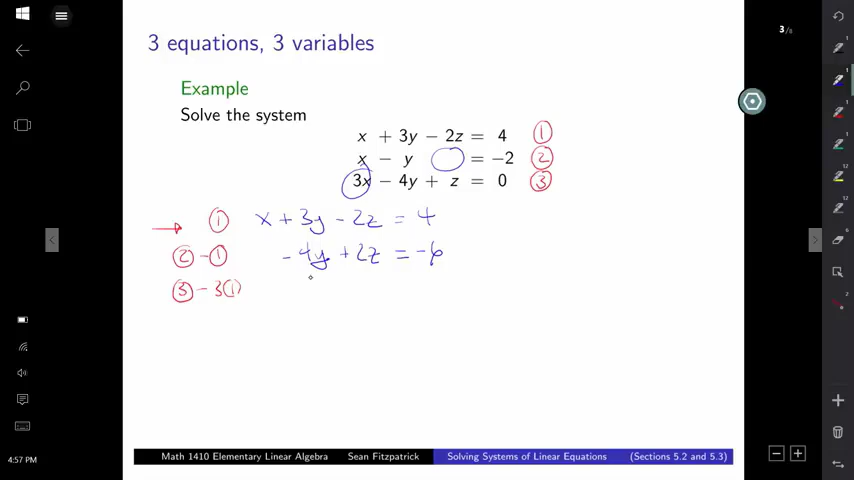 3 / 8
3 equations, 3 variables
Example
Solve the system
x + 3y − 2z = 4 ①
x − y = −2 ②
3x − 4y + z = 0 ③
→ ① x + 3y − 2z = 4
② − ① −4y + 2z = −6
③ − 3①
4:57 PM
Math 1410 Elementary Linear Algebra Sean Fitzpatrick Solving Systems of Linear Equations (Sections 5.2 and 5.3)